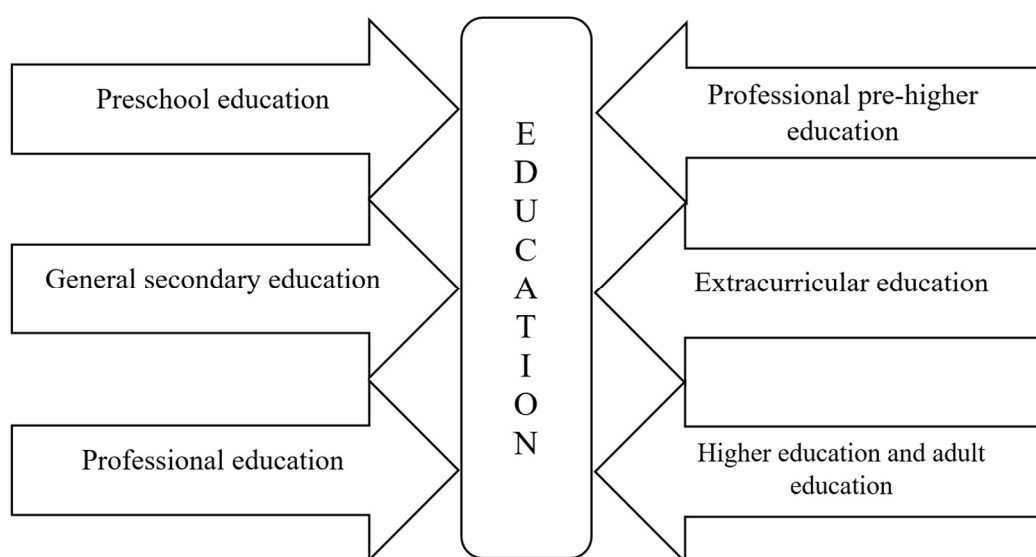 Preschool education
General secondary education
Professional education
E
D
U
C
A
T
I
O
N
Professional pre-higher
education
Extracurricular education
Higher education and adult
education